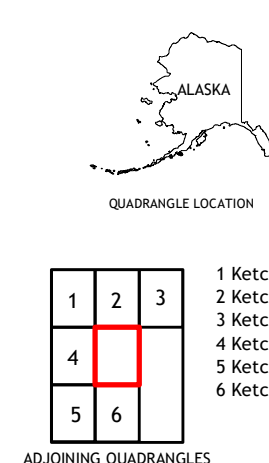 ALASKA
QUADRANGLE LOCATION
1 2 3
4
5 6
1 Ketc
2 Ketc
3 Ketc
4 Ketc
5 Ketc
6 Ketc
ADJOINING QUADRANGLES